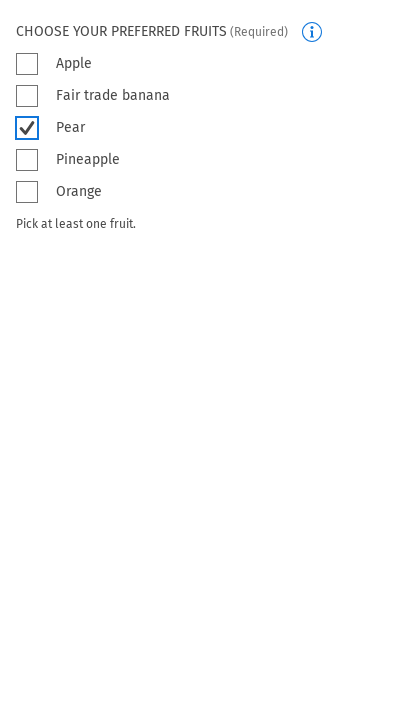 CHOOSE YOUR PREFERRED FRUITS (Required)
Apple
Fair trade banana
Pear
Pineapple
Orange
Pick at least one fruit.